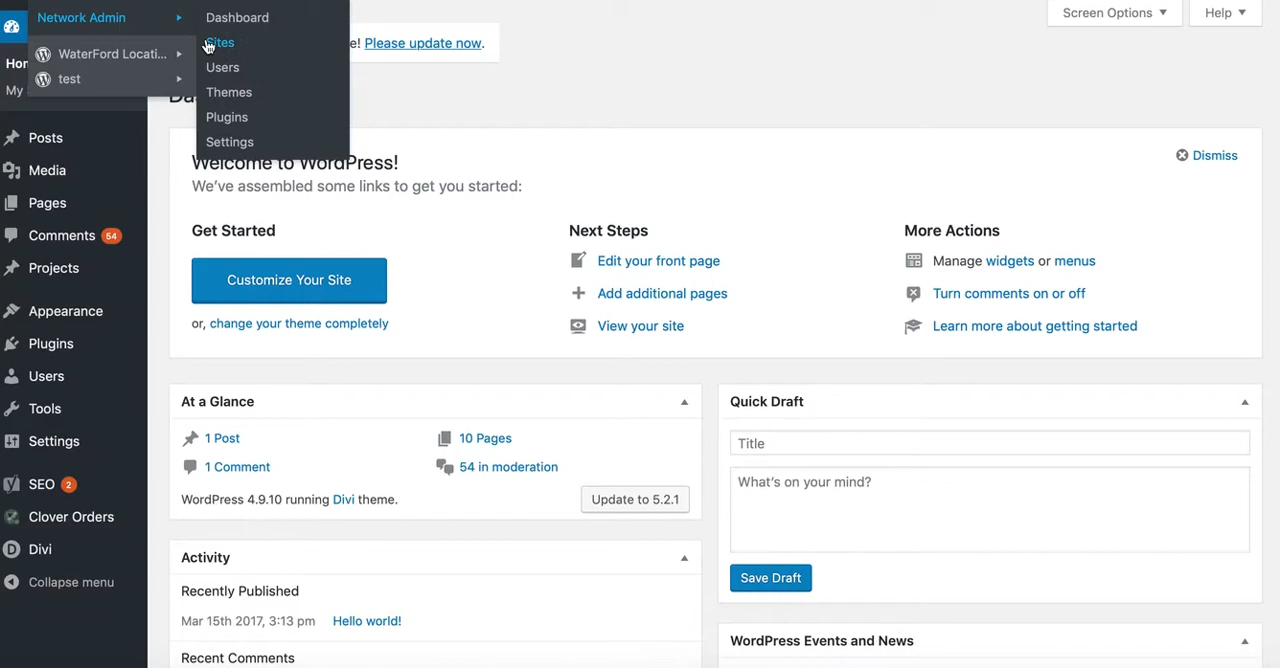 Network Admin
Dashboard
Sites
Users
Themes
Plugins
Settings
WaterFord Locati...
test
Hor
My
e! Please update now.
Screen Options
Help
Posts
Media
Pages
Comments 54
Projects
Appearance
Plugins
Users
Tools
Settings
SEO 2
Clover Orders
Divi
Collapse menu
Welcome to WordPress!
We've assembled some links to get you started:
Dismiss
Get Started
Customize Your Site
or, change your theme completely
Next Steps
Edit your front page
Add additional pages
View your site
More Actions
Manage widgets or menus
Turn comments on or off
Learn more about getting started
At a Glance
1 Post
10 Pages
1 Comment
54 in moderation
WordPress 4.9.10 running Divi theme.
Update to 5.2.1
Activity
Recently Published
Mar 15th 2017, 3:13 pm Hello world!
Recent Comments
Quick Draft
Title
What's on your mind?
Save Draft
WordPress Events and News